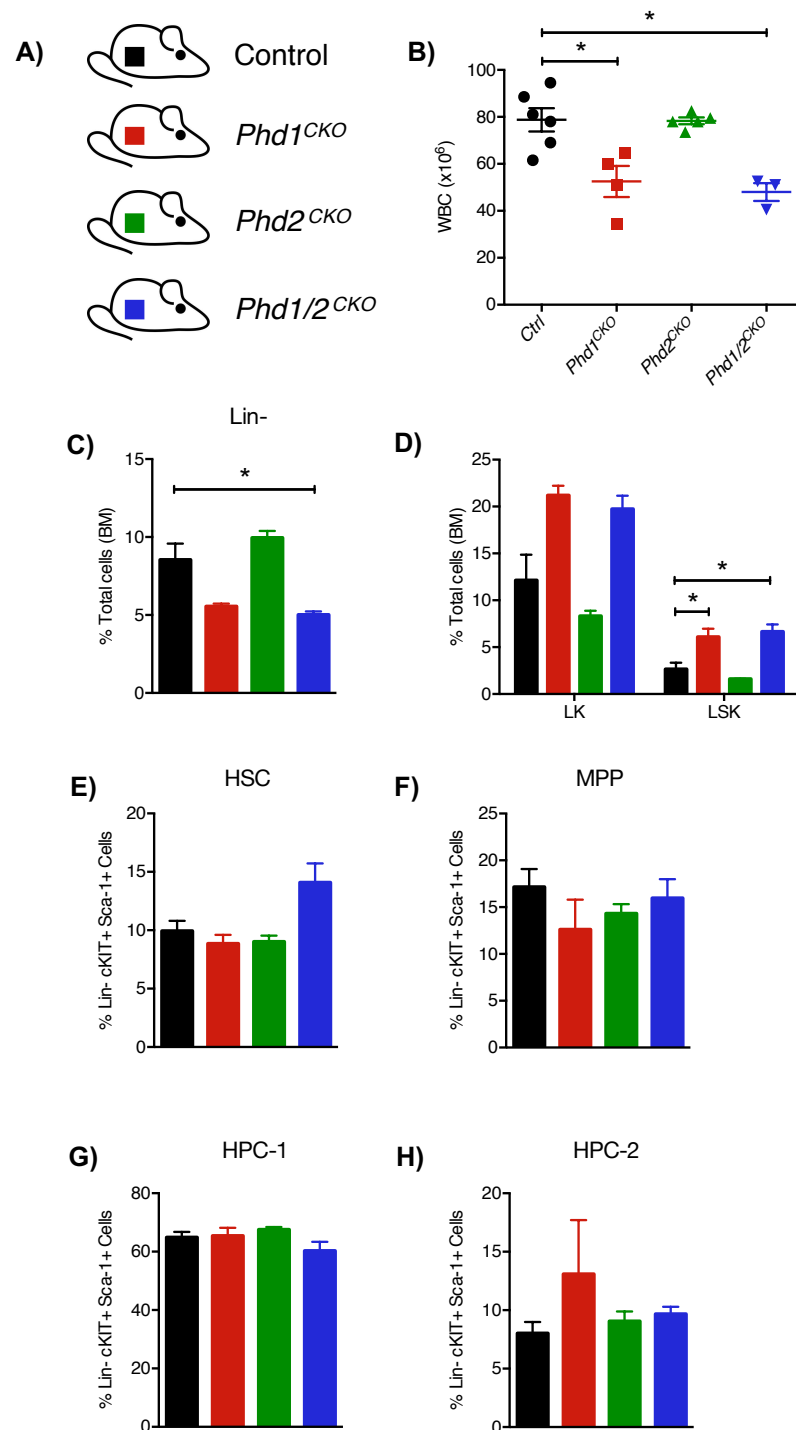 A)
Control
Phd1CKO
Phd2 CKO
Phd1/2CKO
B)
*
*
100
80
60
40
20
0
WBC (x10⁶)
Ctrl
Phd1CKO
Phd2CKO
Phd1/2CKO
C)
Lin-
*
15
10
5
0
% Total cells (BM)
D)
25
20
15
10
5
0
% Total cells (BM)
*
*
LK
LSK
E)
HSC
20
15
10
5
0
% Lin- cKIT+ Sca-1+ Cells
F)
MPP
25
20
15
10
5
0
% Lin- cKIT+ Sca-1+ Cells
G)
HPC-1
80
60
40
20
0
% Lin- cKIT+ Sca-1+ Cells
H)
HPC-2
20
15
10
5
0
% Lin- cKIT+ Sca-1+ Cells